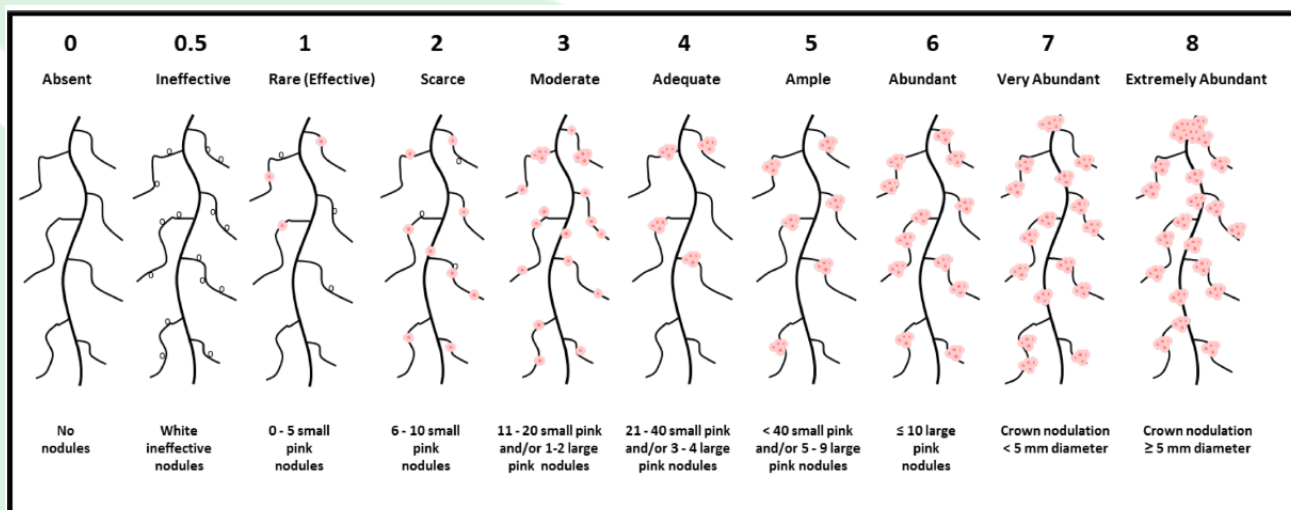 0 0.5 1 2 3 4 5 6 7 8
Absent Ineffective Rare (Effective) Scarce Moderate Adequate Ample Abundant Very Abundant Extremely Abundant
No
nodules
White
ineffective
nodules
0 - 5 small
pink
nodules
6 - 10 small
pink
nodules
11 - 20 small pink
and/or 1-2 large
pink nodules
21 - 40 small pink
and/or 3 - 4 large
pink nodules
< 40 small pink
and/or 5 - 9 large
pink nodules
≤ 10 large
pink
nodules
Crown nodulation
< 5 mm diameter
Crown nodulation
≥ 5 mm diameter